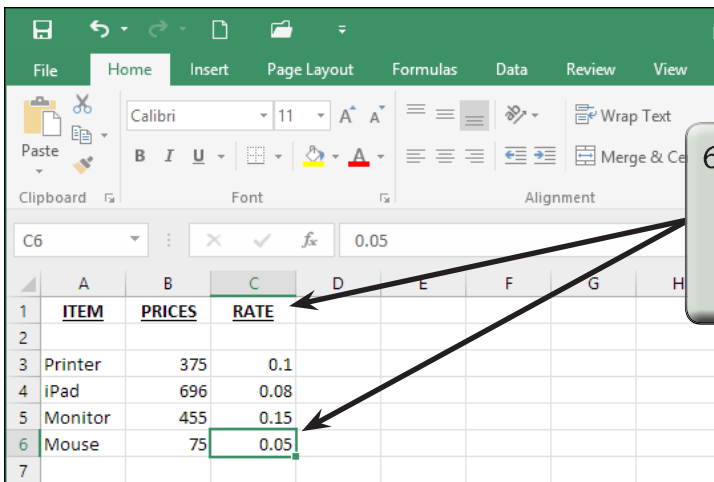 File Home Insert Page Layout Formulas Data Review View
Calibri 11 A A Wrap Text
Paste B I U A Merge & Ce
Clipboard Font Alignment
6
C6 fx 0.05
A B C D E F G H
1 ITEM PRICES RATE
2
3 Printer 375 0.1
4 iPad 696 0.08
5 Monitor 455 0.15
6 Mouse 75 0.05
7